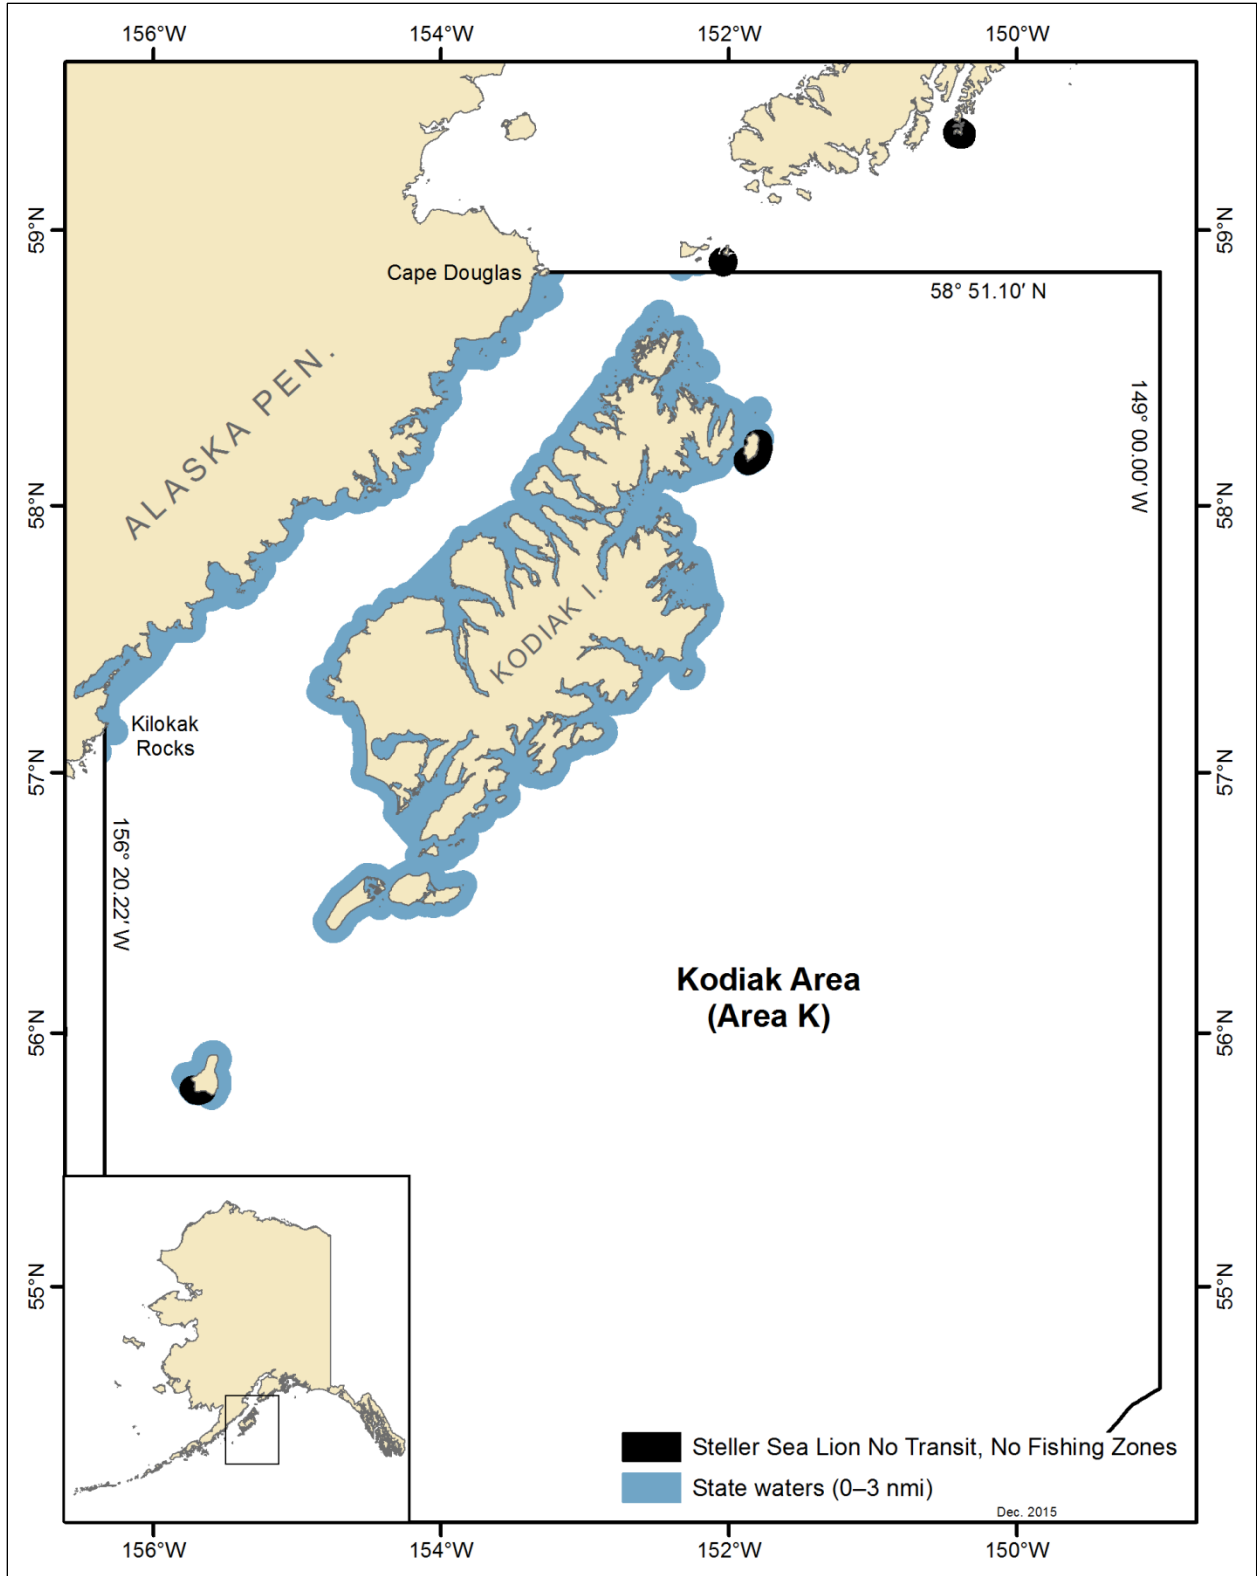 156°W 154°W 152°W 150°W
59°N 59°N
Cape Douglas
58° 51.10′ N
ALASKA PEN.
149° 00.00′ W
58°N 58°N
KODIAK I.
Kilokak
Rocks
57°N 57°N
156° 20.22′ W
Kodiak Area
(Area K)
56°N 56°N
55°N 55°N
Steller Sea Lion No Transit, No Fishing Zones
State waters (0–3 nmi)
Dec. 2015
156°W 154°W 152°W 150°W